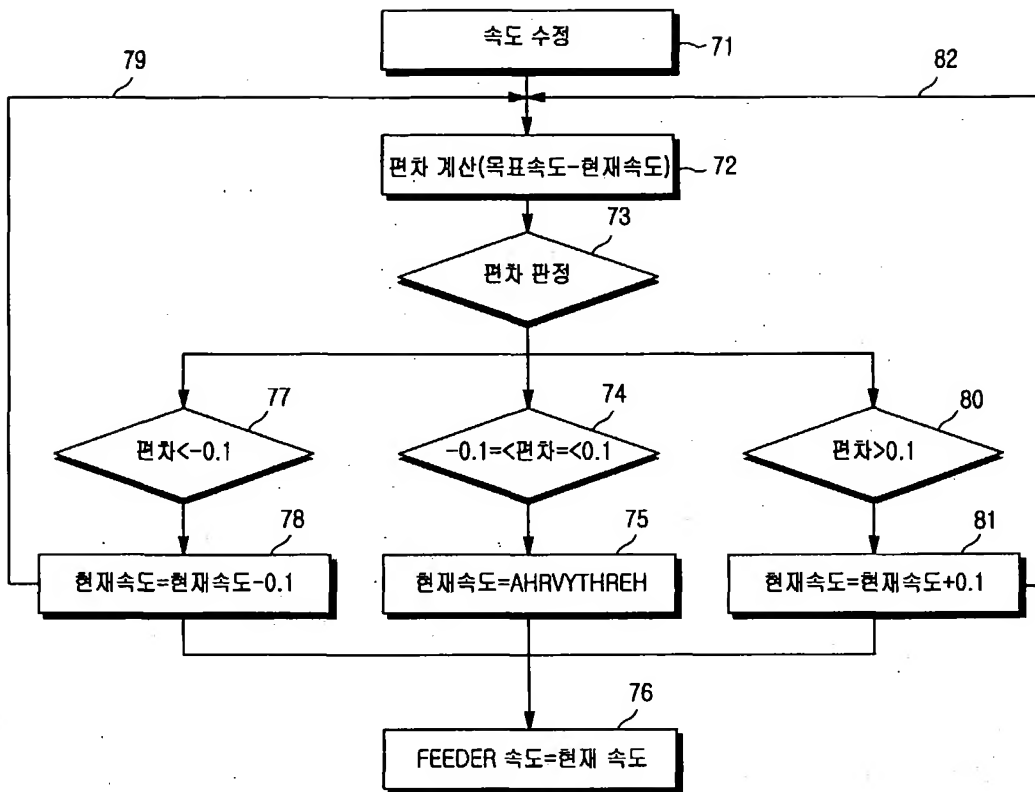 속도 수정
71
79
82
편차 계산(목표속도-현재속도)
72
73
편차 판정
77
74
80
편차<-0.1
-0.1=<편차=<0.1
편차>0.1
78
75
81
현재속도=현재속도-0.1
현재속도=AHRVYTHREH
현재속도=현재속도+0.1
76
FEEDER 속도=현재 속도